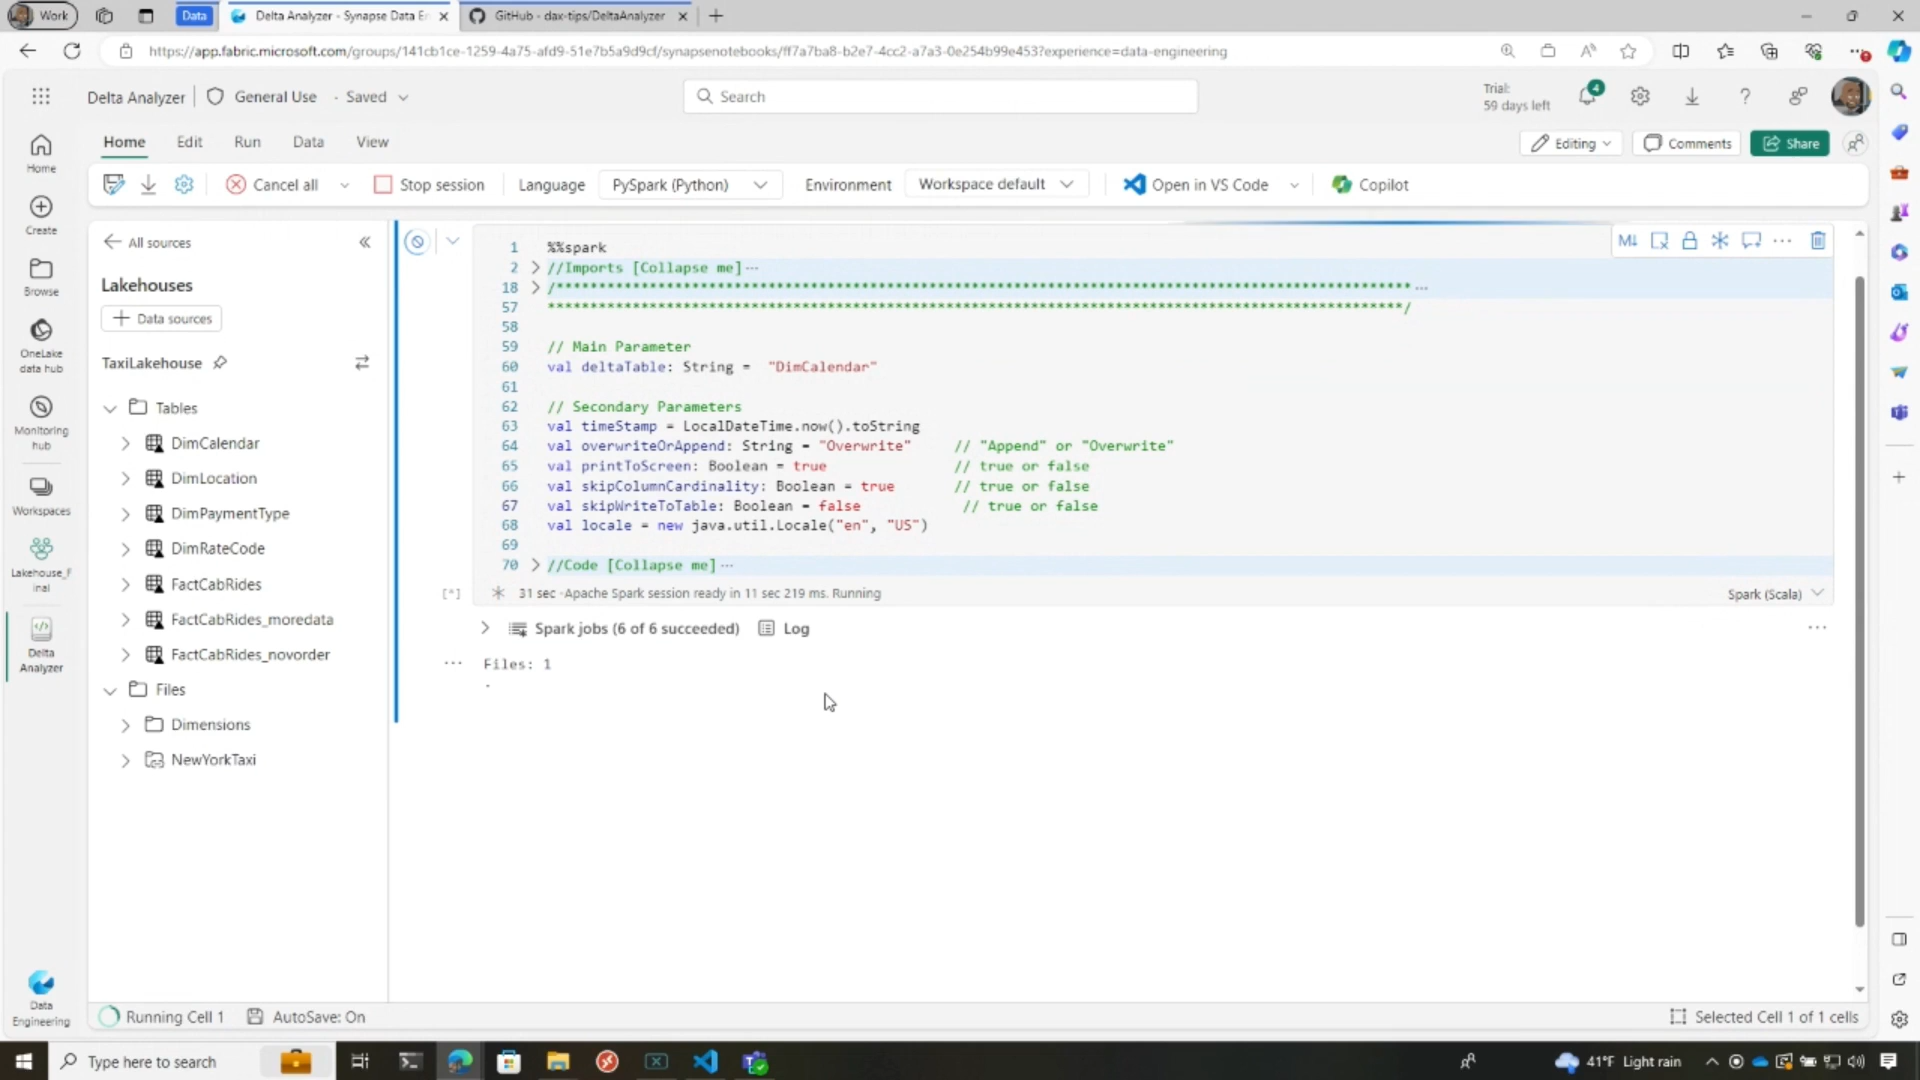 Work
Data
Delta Analyzer - Synapse Data En
GitHub - dax-tips/DeltaAnalyzer
https://app.fabric.microsoft.com/groups/141cb1ce-1259-4a75-afd9-51e7b5a9d9cf/synapsenotebooks/ff7a7ba8-b2e7-4cc2-a7a3-0e254b99e453?experience=data-engineering
Delta Analyzer
General Use
· Saved
Search
Trial:
59 days left
4
Home
Edit
Run
Data
View
Editing
Comments
Share
Cancel all
Stop session
Language
PySpark (Python)
Environment
Workspace default
Open in VS Code
Copilot
Home
Create
Browse
OneLake
data hub
Monitoring
hub
Workspaces
Lakehouse_F
inal
Delta
Analyzer
Data
Engineering
All sources
Lakehouses
Data sources
TaxiLakehouse
Tables
DimCalendar
DimLocation
DimPaymentType
DimRateCode
FactCabRides
FactCabRides_moredata
FactCabRides_novorder
Files
Dimensions
NewYorkTaxi
1 %%spark
2 //Imports [Collapse me]···
18 /*****************************************************************************************************···
57 *****************************************************************************************************/
58
59 // Main Parameter
60 val deltaTable: String = "DimCalendar"
61
62 // Secondary Parameters
63 val timeStamp = LocalDateTime.now().toString
64 val overwriteOrAppend: String = "Overwrite" // "Append" or "Overwrite"
65 val printToScreen: Boolean = true // true or false
66 val skipColumnCardinality: Boolean = true // true or false
67 val skipWriteToTable: Boolean = false // true or false
68 val locale = new java.util.Locale("en", "US")
69
70 //Code [Collapse me]···
[*]
31 sec -Apache Spark session ready in 11 sec 219 ms. Running
Spark (Scala)
Spark jobs (6 of 6 succeeded)
Log
Files: 1
.
Running Cell 1
AutoSave: On
Selected Cell 1 of 1 cells
Type here to search
41°F Light rain